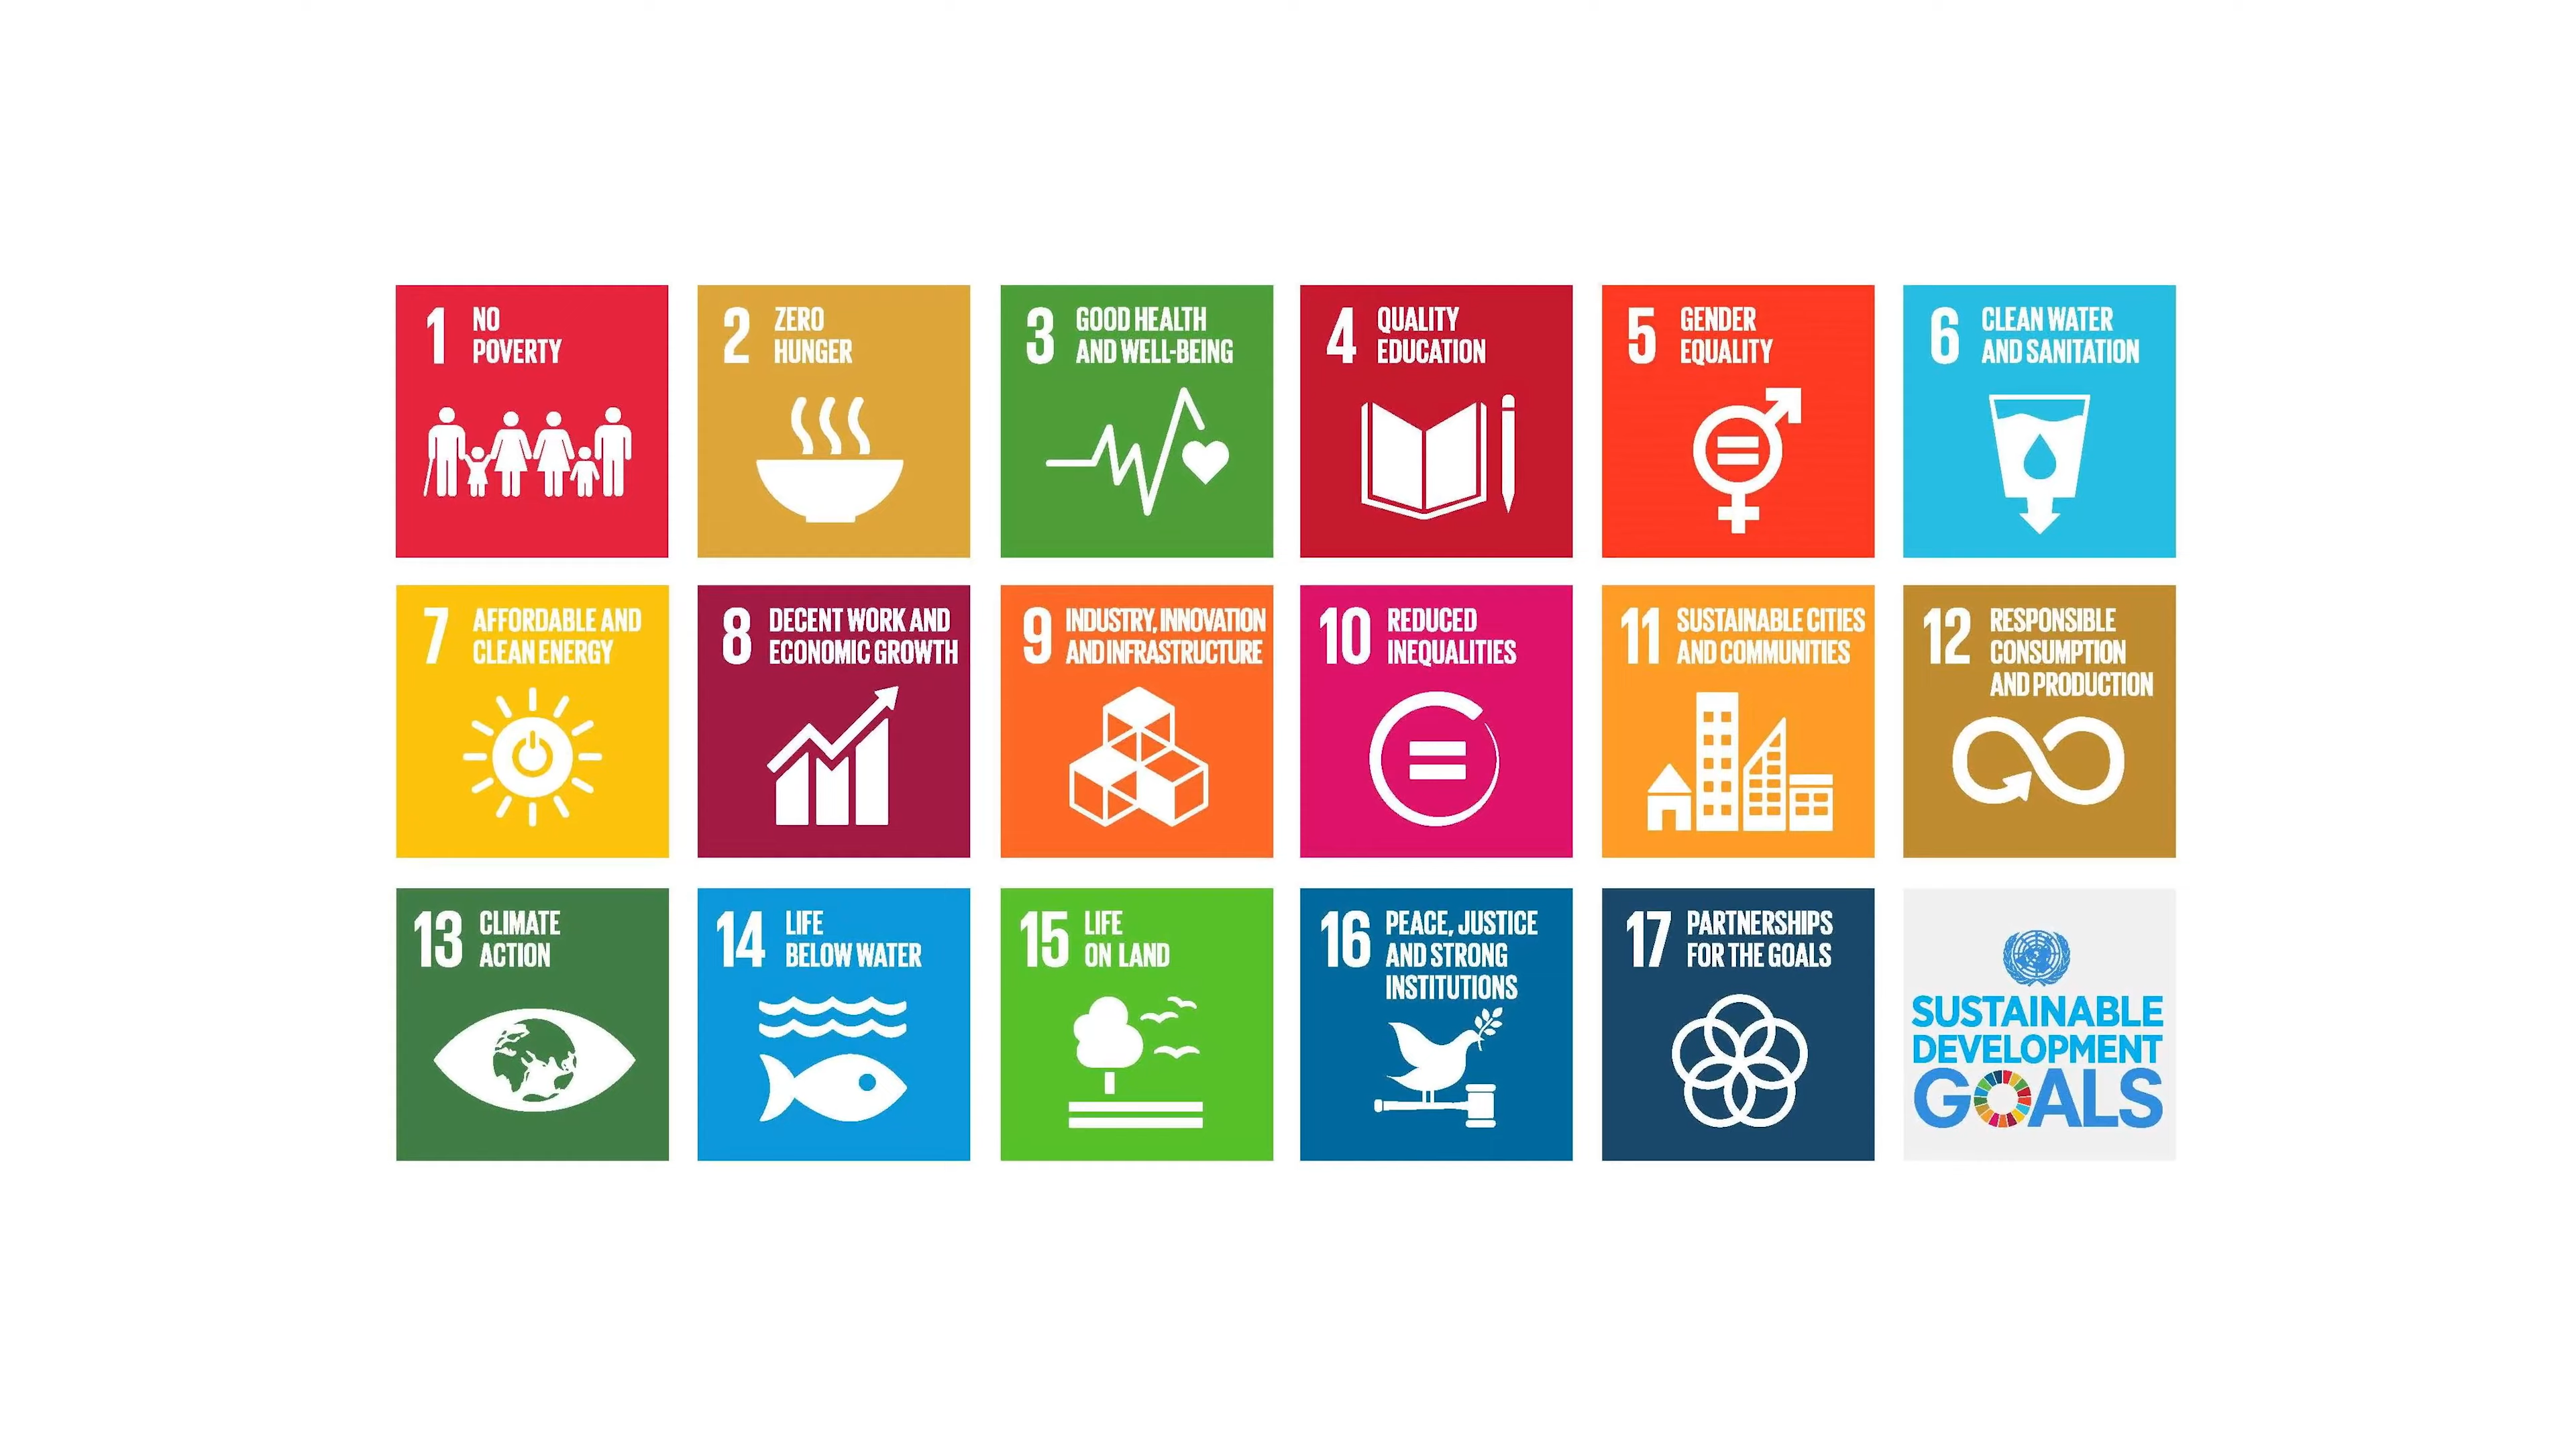 1 NO
POVERTY
2 ZERO
HUNGER
3 GOOD HEALTH
AND WELL-BEING
4 QUALITY
EDUCATION
5 GENDER
EQUALITY
6 CLEAN WATER
AND SANITATION
7 AFFORDABLE AND
CLEAN ENERGY
8 DECENT WORK AND
ECONOMIC GROWTH
9 INDUSTRY, INNOVATION
AND INFRASTRUCTURE
10 REDUCED
INEQUALITIES
11 SUSTAINABLE CITIES
AND COMMUNITIES
12 RESPONSIBLE
CONSUMPTION
AND PRODUCTION
13 CLIMATE
ACTION
14 LIFE
BELOW WATER
15 LIFE
ON LAND
16 PEACE, JUSTICE
AND STRONG
INSTITUTIONS
17 PARTNERSHIPS
FOR THE GOALS
SUSTAINABLE
DEVELOPMENT
GOALS